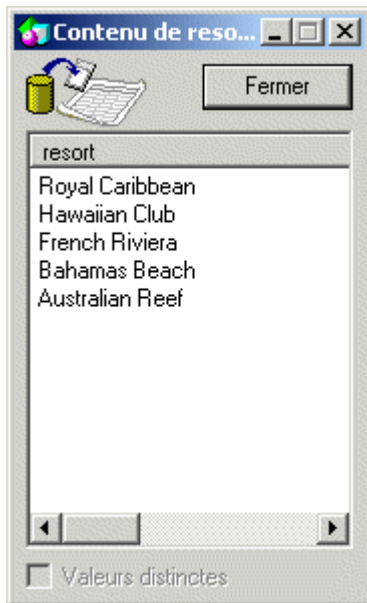 Contenu de reso...
Fermer
resort
Royal Caribbean
Hawaiian Club
French Riviera
Bahamas Beach
Australian Reef
Valeurs distinctes